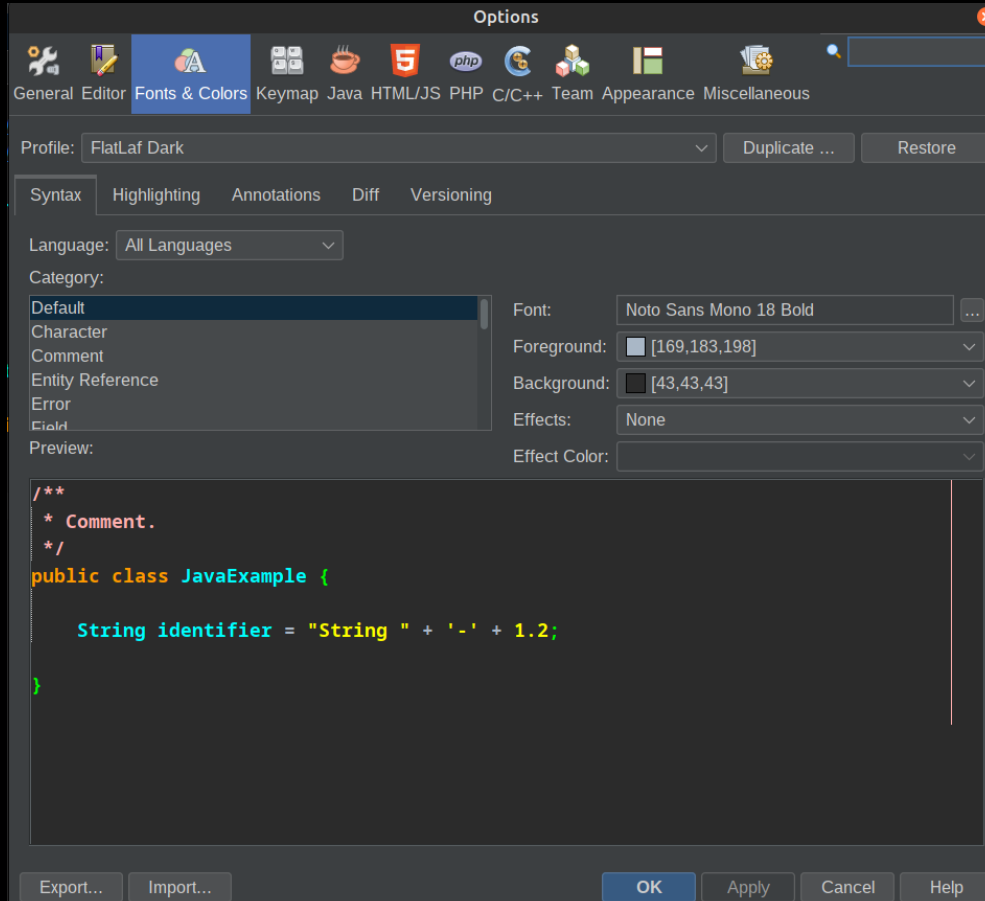 Options
General Editor Fonts & Colors Keymap Java HTML/JS PHP C/C++ Team Appearance Miscellaneous
Profile: FlatLaf Dark Duplicate ... Restore
Syntax Highlighting Annotations Diff Versioning
Language: All Languages
Category:
Default
Character
Comment
Entity Reference
Error
Field
Font: Noto Sans Mono 18 Bold ...
Foreground: [169,183,198]
Background: [43,43,43]
Effects: None
Effect Color:
Preview:
/**
 * Comment.
 */
public class JavaExample {
    String identifier = "String " + '-' + 1.2;
}
Export... Import... OK Apply Cancel Help